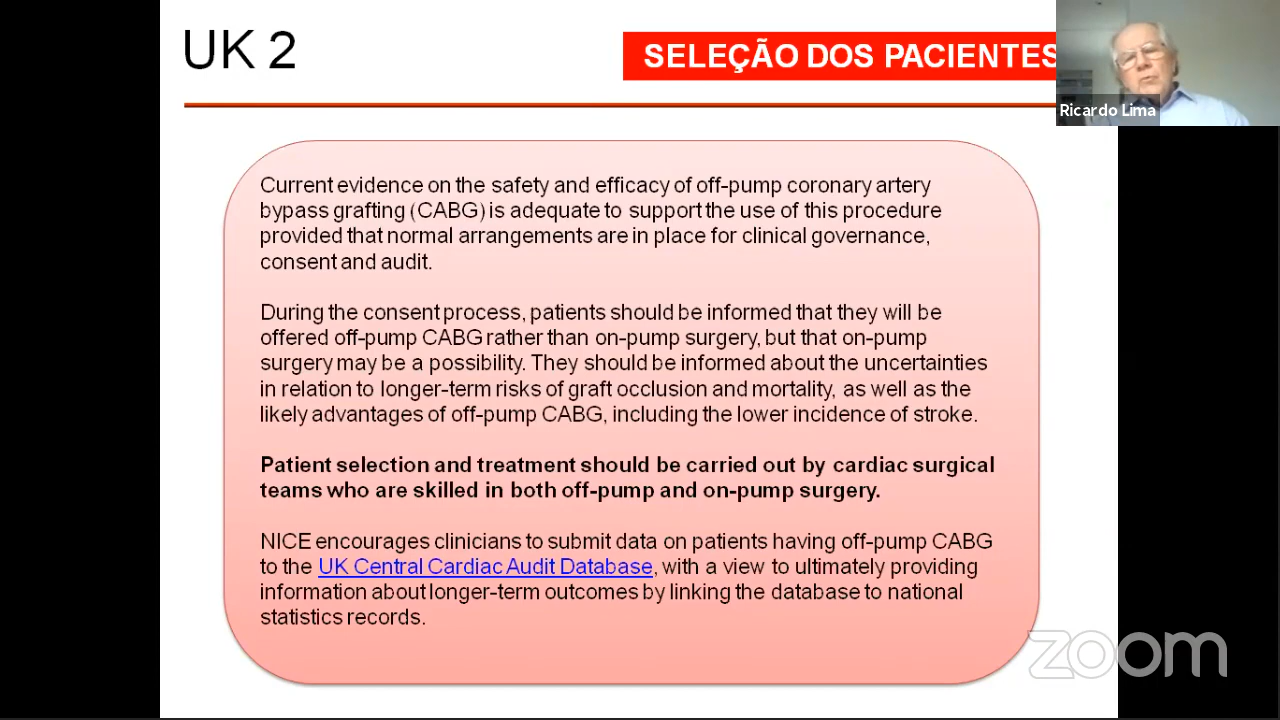 UK 2
SELEÇÃO DOS PACIENTES
Ricardo Lima
Current evidence on the safety and efficacy of off-pump coronary artery
bypass grafting (CABG) is adequate to support the use of this procedure
provided that normal arrangements are in place for clinical governance,
consent and audit.
During the consent process, patients should be informed that they will be
offered off-pump CABG rather than on-pump surgery, but that on-pump
surgery may be a possibility. They should be informed about the uncertainties
in relation to longer-term risks of graft occlusion and mortality, as well as the
likely advantages of off-pump CABG, including the lower incidence of stroke.
Patient selection and treatment should be carried out by cardiac surgical
teams who are skilled in both off-pump and on-pump surgery.
NICE encourages clinicians to submit data on patients having off-pump CABG
to the UK Central Cardiac Audit Database, with a view to ultimately providing
information about longer-term outcomes by linking the database to national
statistics records.
zoom